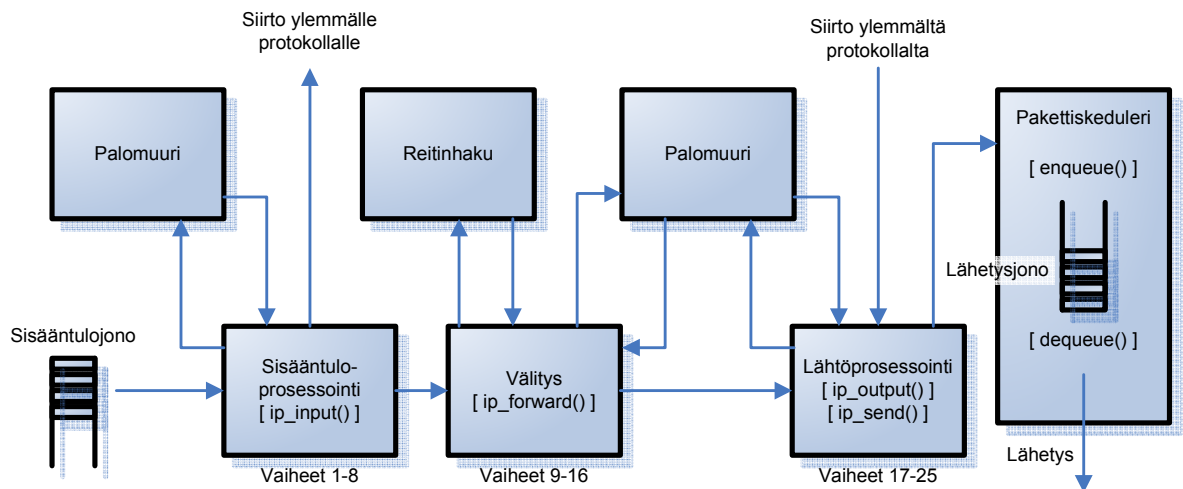 Siirto ylemmälle
protokollalle
Siirto ylemmältä
protokollalta
Palomuuri
Reitinhaku
Palomuuri
Pakettiskeduleri
[ enqueue() ]
Lähetysjono
[ dequeue() ]
Sisääntulojono
Sisääntulo-
prosessointi
[ ip_input() ]
Välitys
[ ip_forward() ]
Lähtöprosessointi
[ ip_output() ]
[ ip_send() ]
Lähetys
Vaiheet 1-8
Vaiheet 9-16
Vaiheet 17-25